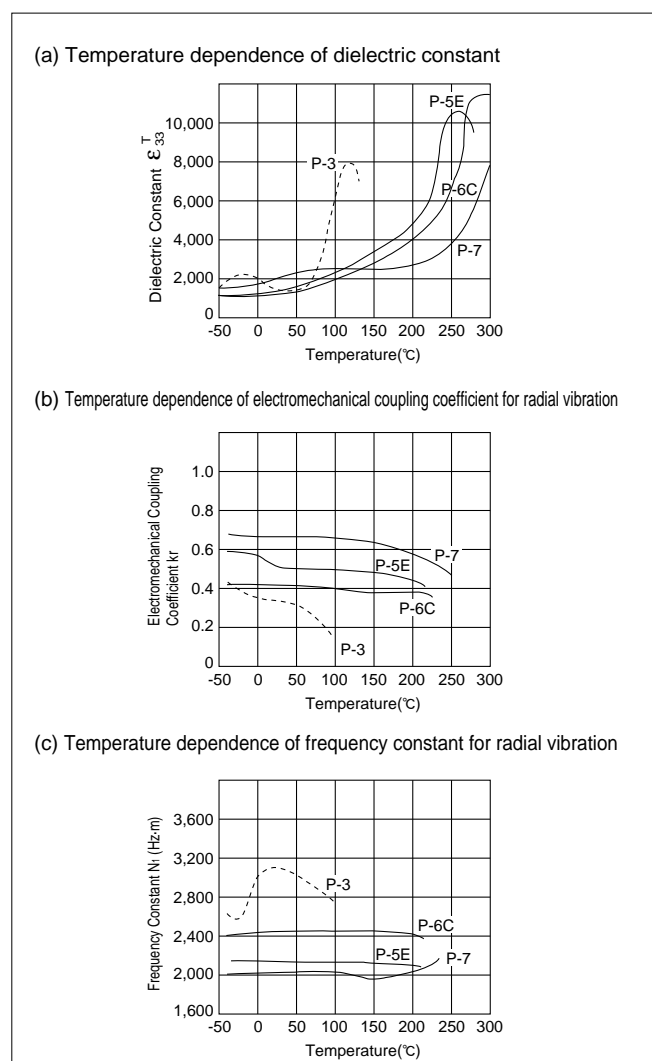 (a) Temperature dependence of dielectric constant
Dielectric Constant ε33T
10,000
8,000
6,000
4,000
2,000
0
P-5E
P-3
P-6C
P-7
-50 0 50 100 150 200 250 300
Temperature(℃)
(b) Temperature dependence of electromechanical coupling coefficient for radial vibration
Electromechanical Coupling
Coefficient kr
1.0
0.8
0.6
0.4
0.2
0
P-7
P-5E
P-6C
P-3
-50 0 50 100 150 200 250 300
Temperature(℃)
(c) Temperature dependence of frequency constant for radial vibration
Frequency Constant N1 (Hz·m)
3,600
3,200
2,800
2,400
2,000
1,600
P-3
P-6C
P-5E
P-7
-50 0 50 100 150 200 250 300
Temperature(℃)